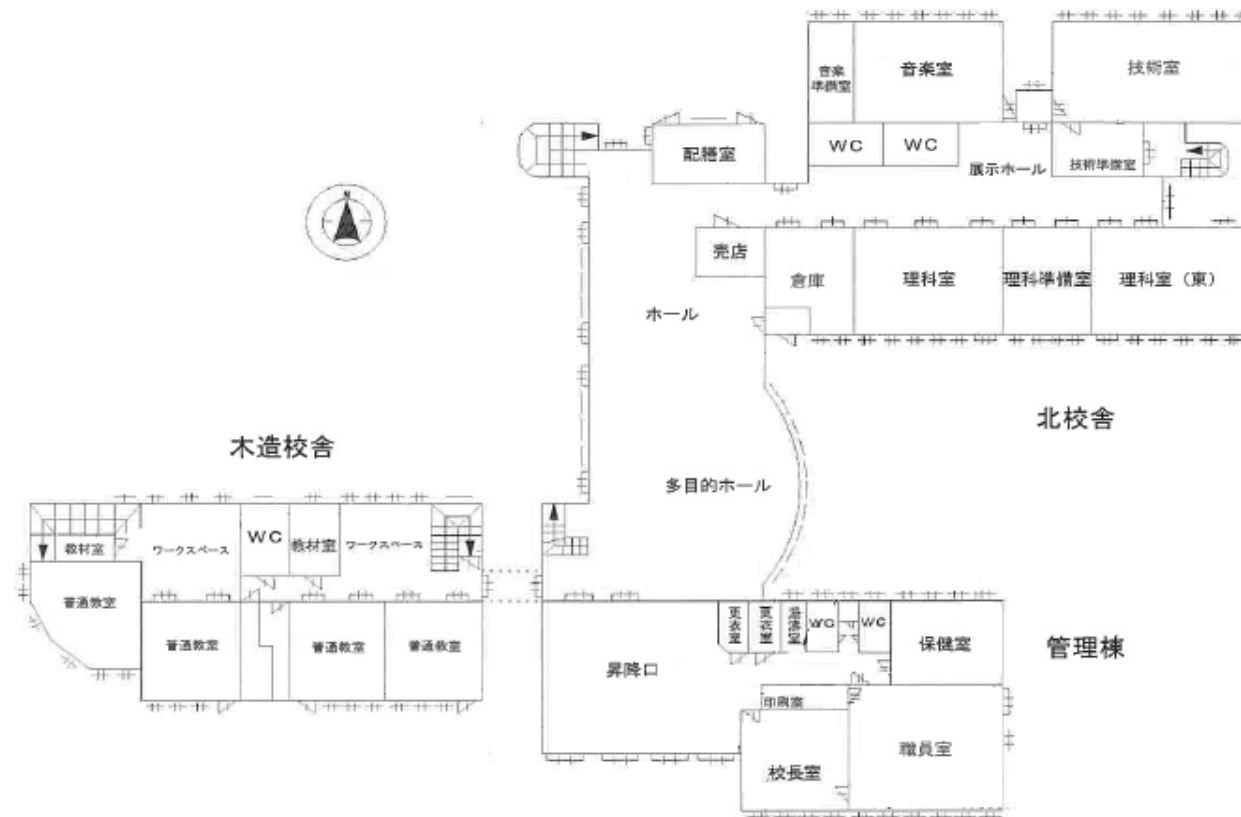 音楽
準備室
音楽室
技術室
配膳室
WC
WC
展示ホール
技術準備室
N
売店
倉庫
理科室
理科準備室
理科室（東）
ホール
北校舎
木造校舎
多目的ホール
教材室
ワークスペース
WC
教材室
ワークスペース
普通教室
普通教室
普通教室
普通教室
更衣室
更衣室
湯沸室
WC
WC
保健室
管理棟
昇降口
印刷室
職員室
校長室